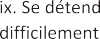 ix. Se détend
difficilement